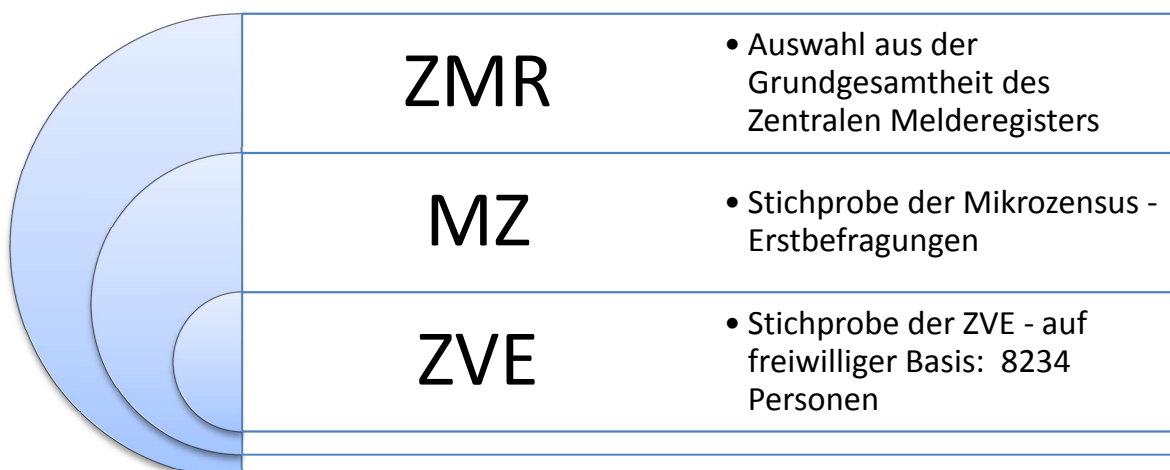 ZMR
• Auswahl aus der
Grundgesamtheit des
Zentralen Melderegisters
MZ
• Stichprobe der Mikrozensus -
Erstbefragungen
ZVE
• Stichprobe der ZVE - auf
freiwilliger Basis:  8234
Personen